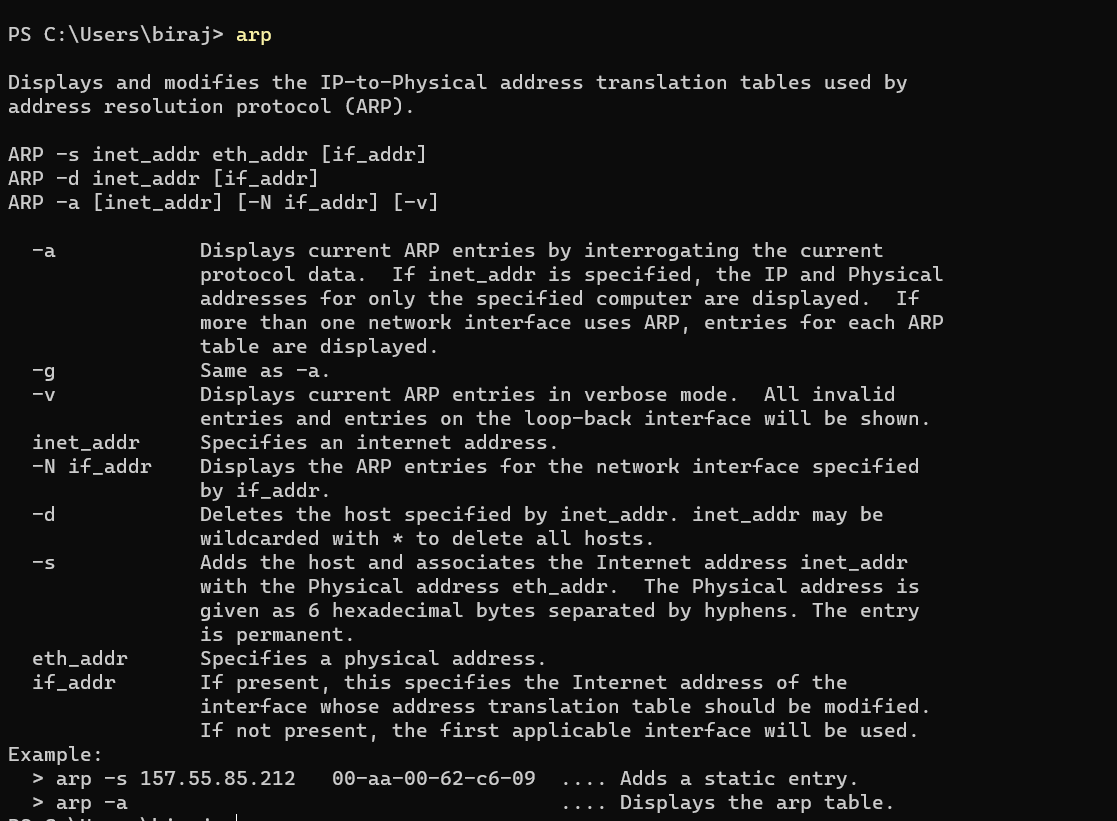 PS C:\Users\biraj> arp
Displays and modifies the IP-to-Physical address translation tables used by
address resolution protocol (ARP).
ARP -s inet_addr eth_addr [if_addr]
ARP -d inet_addr [if_addr]
ARP -a [inet_addr] [-N if_addr] [-v]
-a Displays current ARP entries by interrogating the current
protocol data. If inet_addr is specified, the IP and Physical
addresses for only the specified computer are displayed. If
more than one network interface uses ARP, entries for each ARP
table are displayed.
-g Same as -a.
-v Displays current ARP entries in verbose mode. All invalid
entries and entries on the loop-back interface will be shown.
inet_addr Specifies an internet address.
-N if_addr Displays the ARP entries for the network interface specified
by if_addr.
-d Deletes the host specified by inet_addr. inet_addr may be
wildcarded with * to delete all hosts.
-s Adds the host and associates the Internet address inet_addr
with the Physical address eth_addr. The Physical address is
given as 6 hexadecimal bytes separated by hyphens. The entry
is permanent.
eth_addr Specifies a physical address.
if_addr If present, this specifies the Internet address of the
interface whose address translation table should be modified.
If not present, the first applicable interface will be used.
Example:
> arp -s 157.55.85.212 00-aa-00-62-c6-09 .... Adds a static entry.
> arp -a .... Displays the arp table.